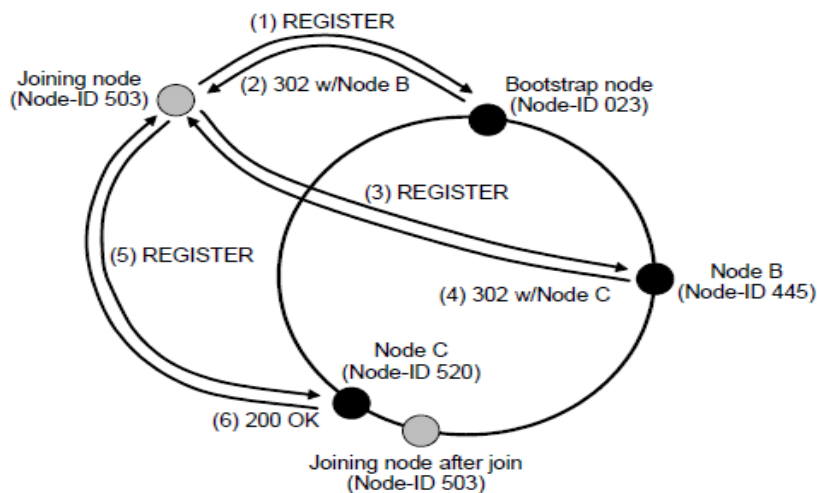 (1) REGISTER
Joining node
(Node-ID 503)
(2) 302 w/Node B
Bootstrap node
(Node-ID 023)
(3) REGISTER
(5) REGISTER
(4) 302 w/Node C
Node B
(Node-ID 445)
Node C
(Node-ID 520)
(6) 200 OK
Joining node after join
(Node-ID 503)